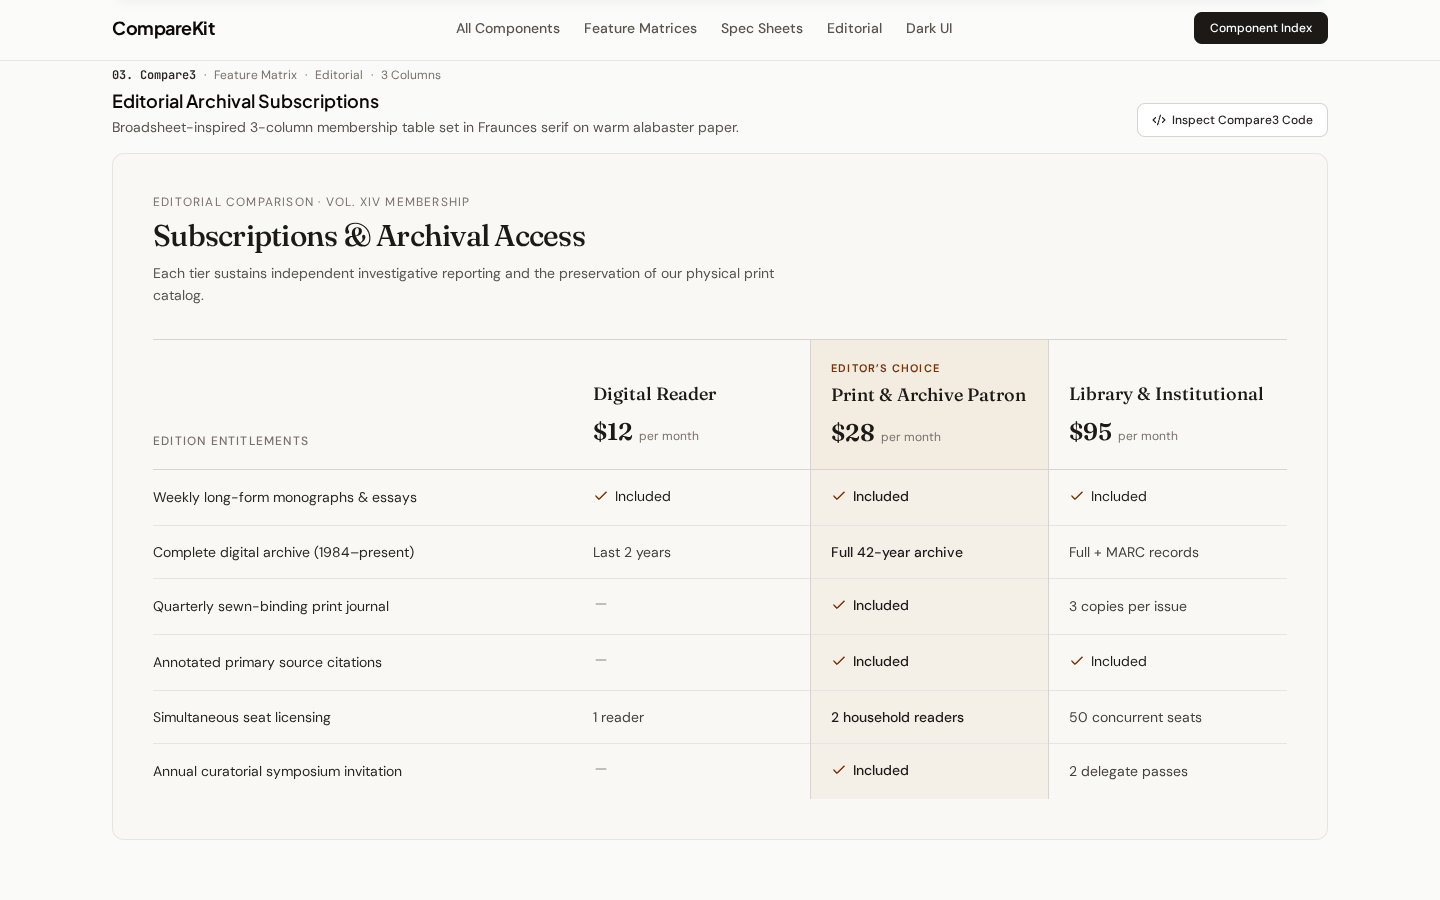 CompareKit
All Components
Feature Matrices
Spec Sheets
Editorial
Dark UI
Component Index
03. Compare3 · Feature Matrix · Editorial · 3 Columns
Editorial Archival Subscriptions
Broadsheet-inspired 3-column membership table set in Fraunces serif on warm alabaster paper.
Inspect Compare3 Code
EDITORIAL COMPARISON · VOL. XIV MEMBERSHIP
Subscriptions & Archival Access
Each tier sustains independent investigative reporting and the preservation of our physical print
catalog.
EDITION ENTITLEMENTS
Digital Reader
$12 per month
EDITOR'S CHOICE
Print & Archive Patron
$28 per month
Library & Institutional
$95 per month
Weekly long-form monographs & essays
✓ Included
✓ Included
✓ Included
Complete digital archive (1984–present)
Last 2 years
Full 42-year archive
Full + MARC records
Quarterly sewn-binding print journal
—
✓ Included
3 copies per issue
Annotated primary source citations
—
✓ Included
✓ Included
Simultaneous seat licensing
1 reader
2 household readers
50 concurrent seats
Annual curatorial symposium invitation
—
✓ Included
2 delegate passes